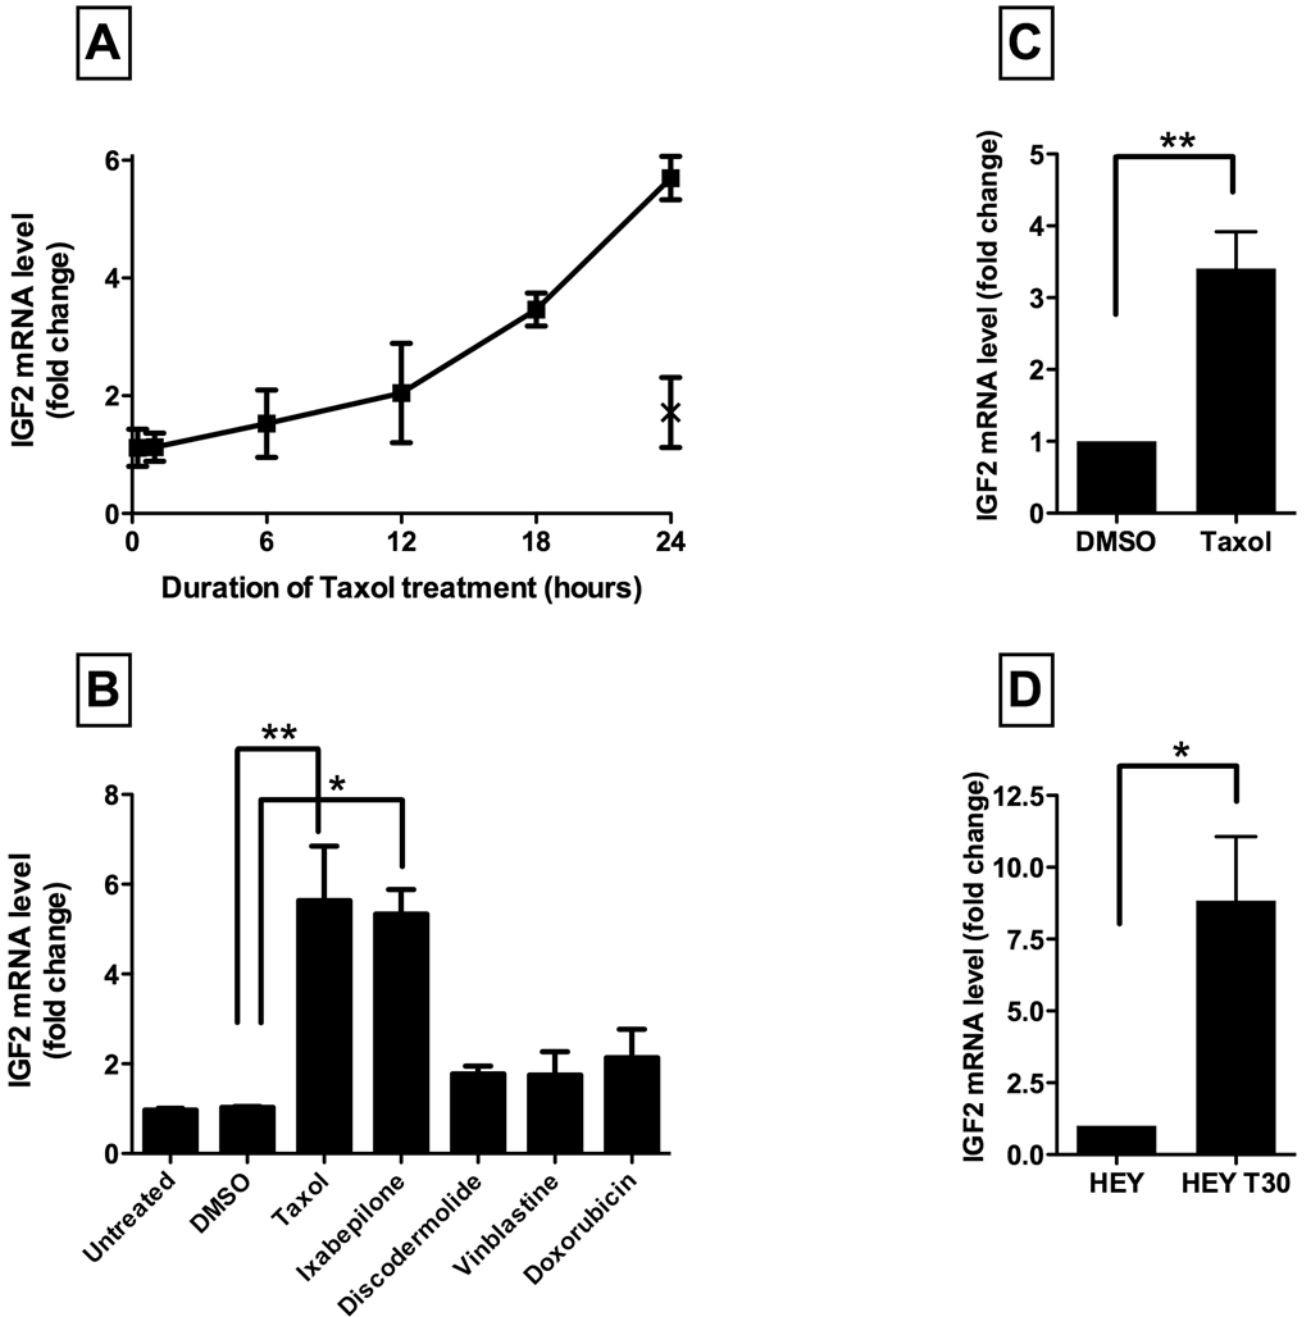 A
IGF2 mRNA level
(fold change)
6
4
2
0
0 6 12 18 24
Duration of Taxol treatment (hours)
C
IGF2 mRNA level (fold change)
**
5
4
3
2
1
0
DMSO Taxol
B
IGF2 mRNA level
(fold change)
**
*
8
6
4
2
0
Untreated
DMSO
Taxol
Ixabepilone
Discodermolide
Vinblastine
Doxorubicin
D
IGF2 mRNA level (fold change)
*
12.5
10.0
7.5
5.0
2.5
0.0
HEY HEY T30